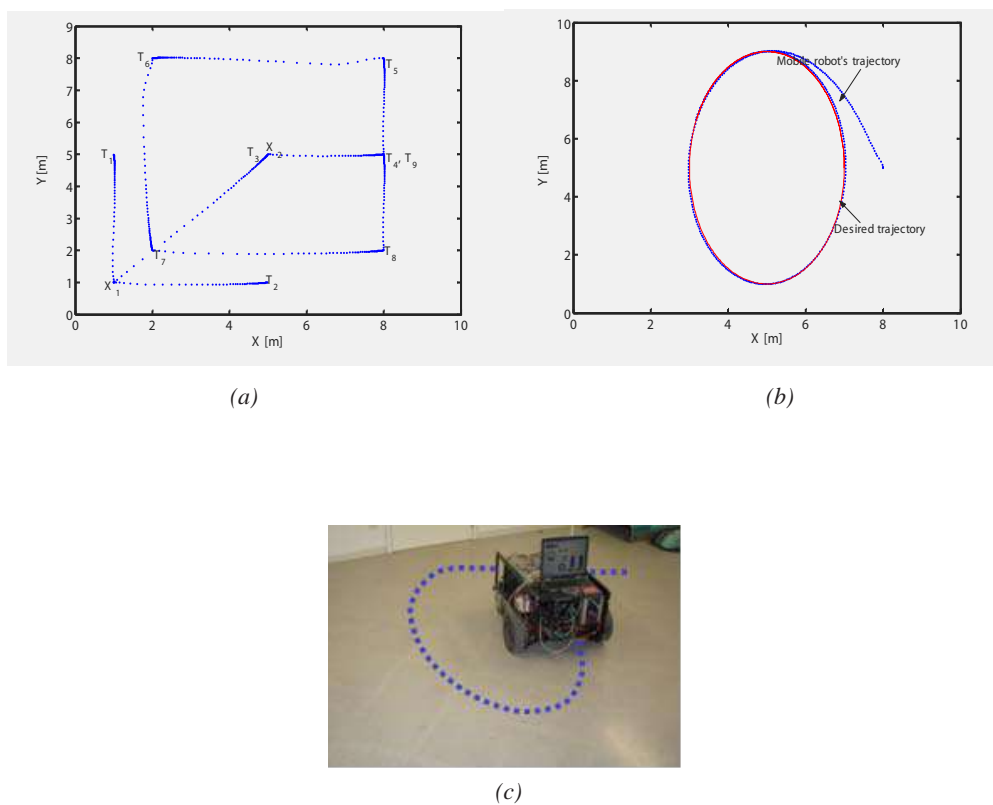 9
8
7
6
5
4
3
2
1
0
0 2 4 6 8 10
X [m]
Y [m]
T6
T5
T1
T3 X2
T4, T9
T7
T8
X1
T2
(a)
10
8
6
4
2
0
0 2 4 6 8 10
X [m]
Y [m]
Mobile robot's trajectory
Desired trajectory
(b)
(c)